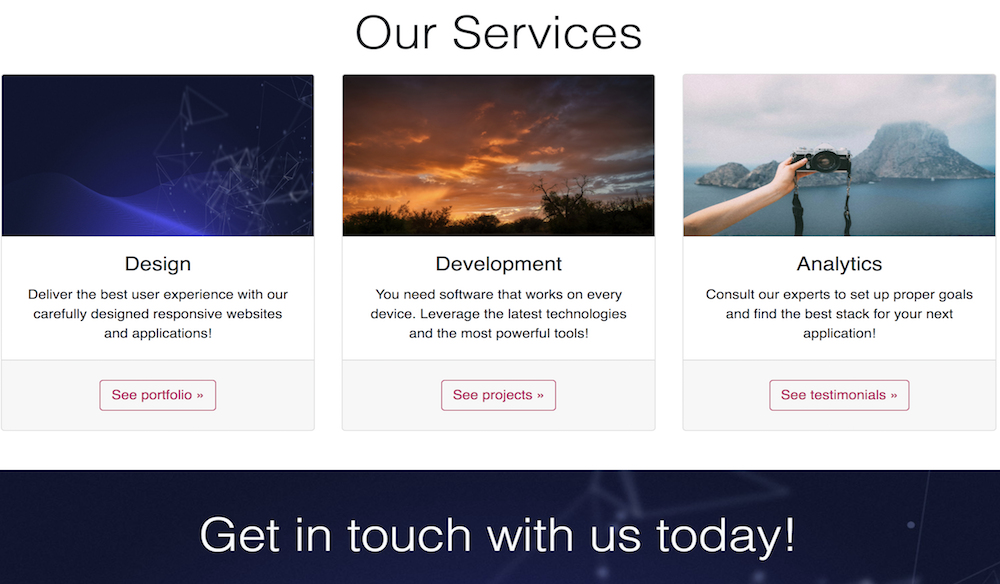 Our Services
Design
Deliver the best user experience with our
carefully designed responsive websites
and applications!
See portfolio »
Development
You need software that works on every
device. Leverage the latest technologies
and the most powerful tools!
See projects »
Analytics
Consult our experts to set up proper goals
and find the best stack for your next
application!
See testimonials »
Get in touch with us today!